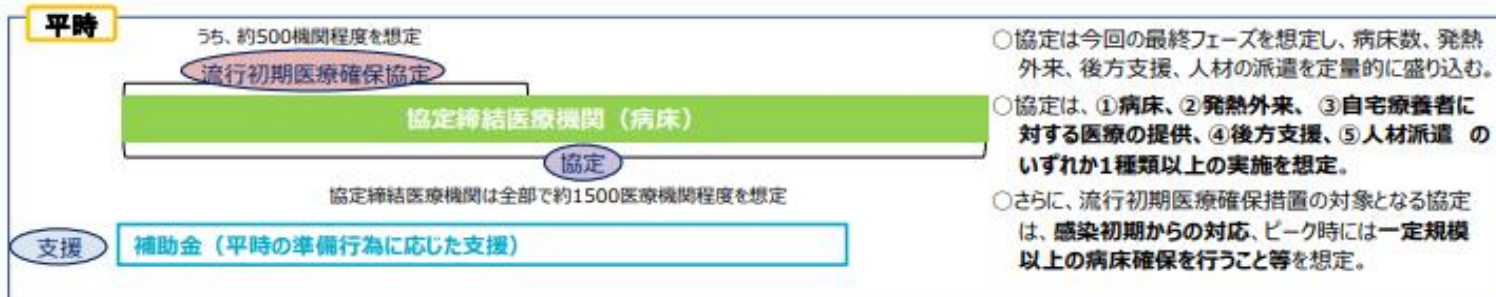 平時
うち、約500機関程度を想定
流行初期医療確保協定
協定締結医療機関（病床）
協定
協定締結医療機関は全部で約1500医療機関程度を想定
支援
補助金（平時の準備行為に応じた支援）
○協定は今回の最終フェーズを想定し、病床数、発熱
外来、後方支援、人材の派遣を定量的に盛り込む。
○協定は、①病床、②発熱外来、③自宅療養者に
対する医療の提供、④後方支援、⑤人材派遣 の
いずれか1種類以上の実施を想定。
○さらに、流行初期医療確保措置の対象となる協定
は、感染初期からの対応、ピーク時には一定規模
以上の病床確保を行うこと等を想定。